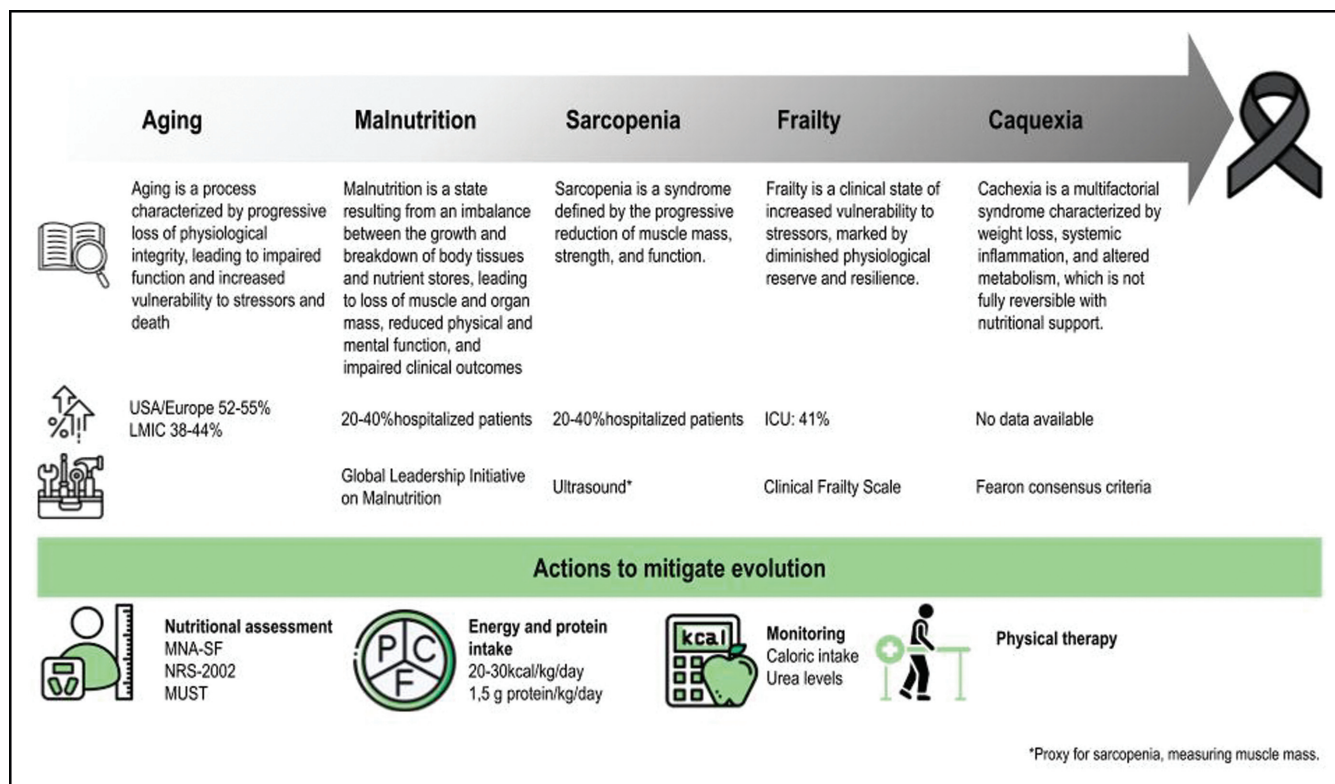 Aging
Malnutrition
Sarcopenia
Frailty
Caquexia
Aging is a process
characterized by progressive
loss of physiological
integrity, leading to impaired
function and increased
vulnerability to stressors and
death
Malnutrition is a state
resulting from an imbalance
between the growth and
breakdown of body tissues
and nutrient stores, leading
to loss of muscle and organ
mass, reduced physical and
mental function, and
impaired clinical outcomes
Sarcopenia is a syndrome
defined by the progressive
reduction of muscle mass,
strength, and function.
Frailty is a clinical state of
increased vulnerability to
stressors, marked by
diminished physiological
reserve and resilience.
Cachexia is a multifactorial
syndrome characterized by
weight loss, systemic
inflammation, and altered
metabolism, which is not
fully reversible with
nutritional support.
%
USA/Europe 52-55%
LMIC 38-44%
20-40%hospitalized patients
20-40%hospitalized patients
ICU: 41%
No data available
Global Leadership Initiative
on Malnutrition
Ultrasound*
Clinical Frailty Scale
Fearon consensus criteria
Actions to mitigate evolution
Nutritional assessment
MNA-SF
NRS-2002
MUST
P C
F
Energy and protein
intake
20-30kcal/kg/day
1,5 g protein/kg/day
kcal
Monitoring
Caloric intake
Urea levels
Physical therapy
*Proxy for sarcopenia, measuring muscle mass.